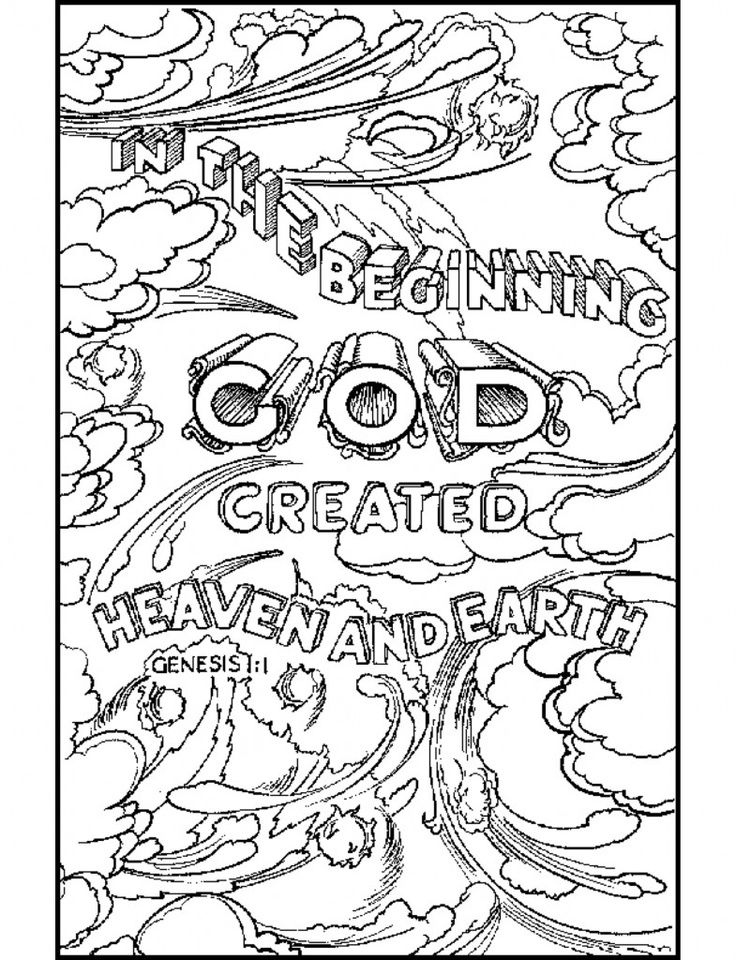 IN THE
BEGINNING
GOD
CREATED
HEAVEN AND EARTH
GENESIS 1:1